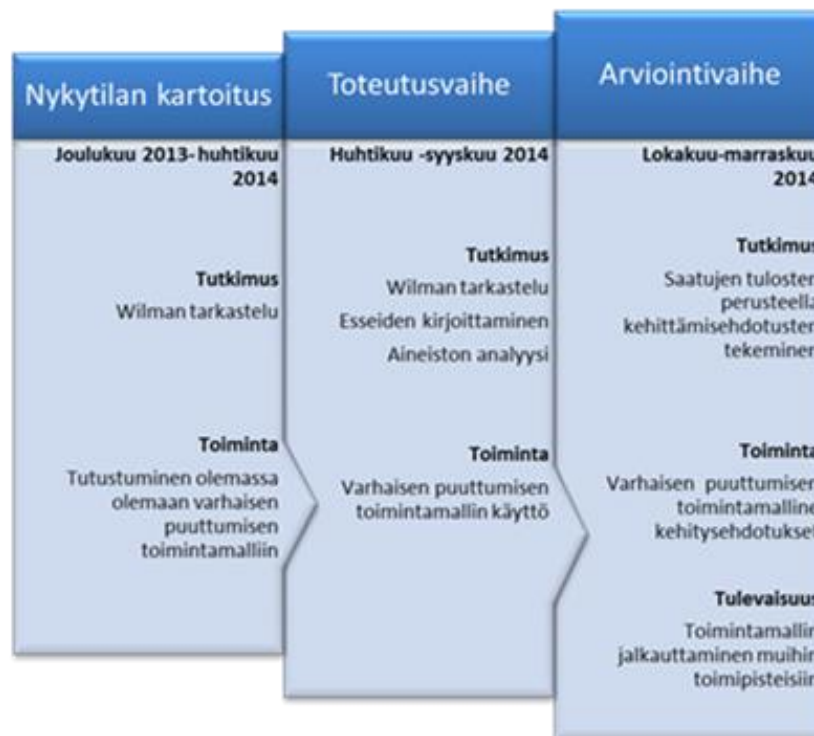 Nykytilan kartoitus
Joulukuu 2013- huhtikuu
2014
Tutkimus
Wilman tarkastelu
Toiminta
Tutustuminen olemassa
olemaan varhaisen
puuttumisen
toimintamalliin
Toteutusvaihe
Huhtikuu -syyskuu 2014
Tutkimus
Wilman tarkastelu
Esseiden kirjoittaminen
Aineiston analyysi
Toiminta
Varhaisen puuttumisen
toimintamallin käyttö
Arviointivaihe
Lokakuu-marraskuu
2014
Tutkimus
Saatujen tulosten
perusteella
kehittämisehdotusten
tekeminen
Toiminta
Varhaisen puuttumisen
toimintamalline
kehitysehdotukset
Tulevaisuus
Toimintamallin
jalkauttaminen muihin
toimipisteisiin